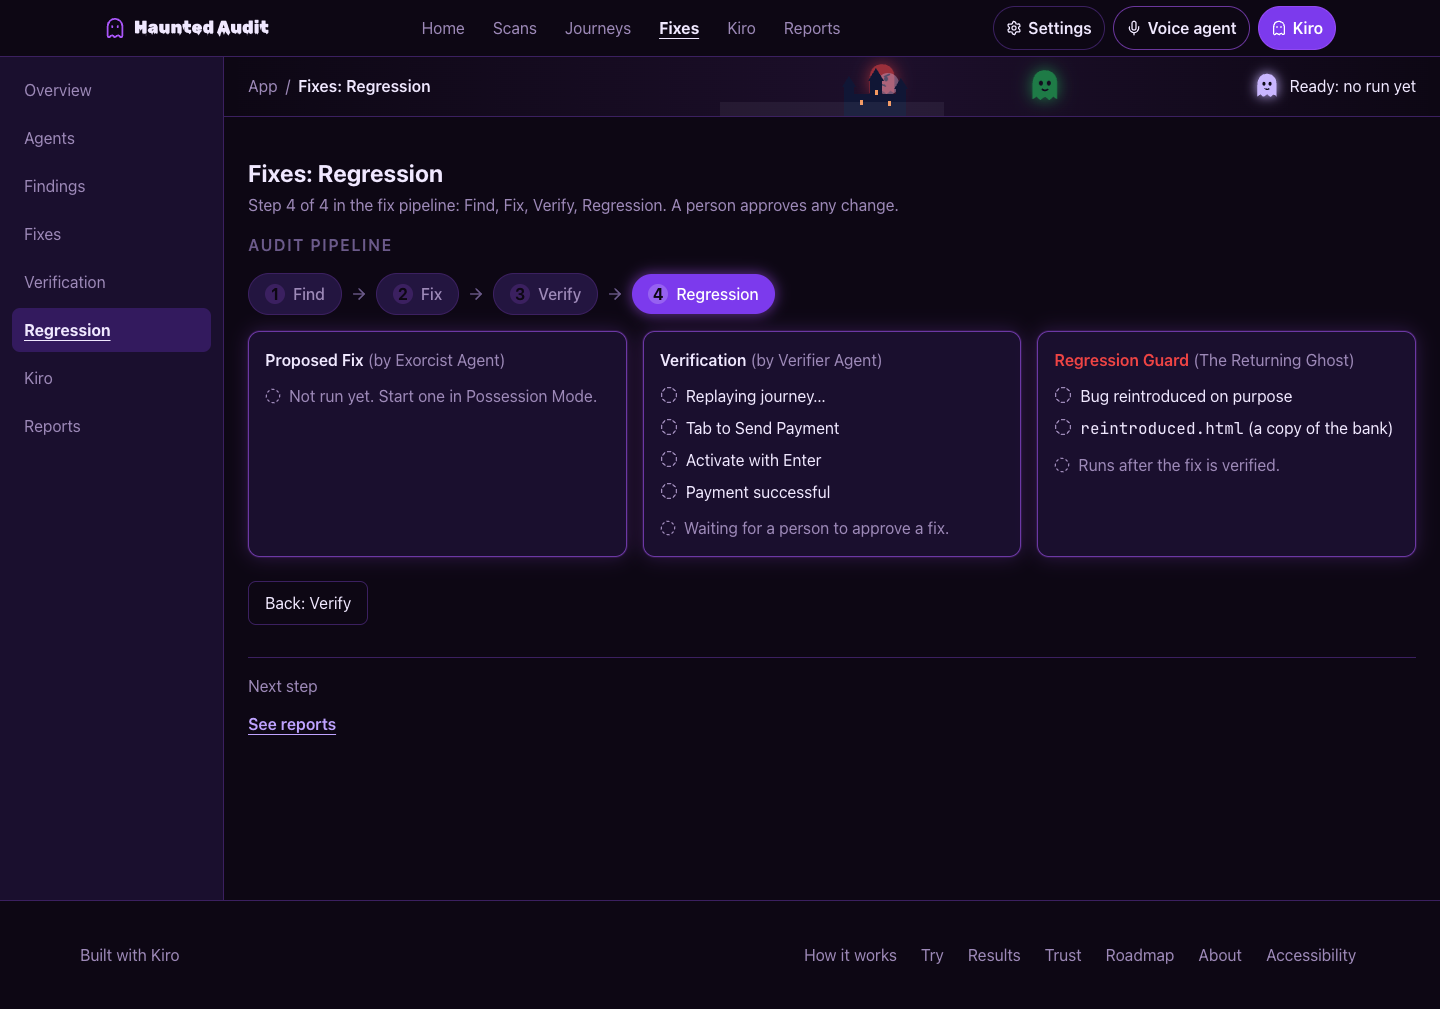 Haunted Audit
Home
Scans
Journeys
Fixes
Kiro
Reports
Settings
Voice agent
Kiro
Overview
Agents
Findings
Fixes
Verification
Regression
Kiro
Reports
App / Fixes: Regression
Ready: no run yet
Fixes: Regression
Step 4 of 4 in the fix pipeline: Find, Fix, Verify, Regression. A person approves any change.
AUDIT PIPELINE
1 Find → 2 Fix → 3 Verify → 4 Regression
Proposed Fix (by Exorcist Agent)
Not run yet. Start one in Possession Mode.
Verification (by Verifier Agent)
Replaying journey...
Tab to Send Payment
Activate with Enter
Payment successful
Waiting for a person to approve a fix.
Regression Guard (The Returning Ghost)
Bug reintroduced on purpose
reintroduced.html (a copy of the bank)
Runs after the fix is verified.
Back: Verify
Next step
See reports
Built with Kiro
How it works
Try
Results
Trust
Roadmap
About
Accessibility